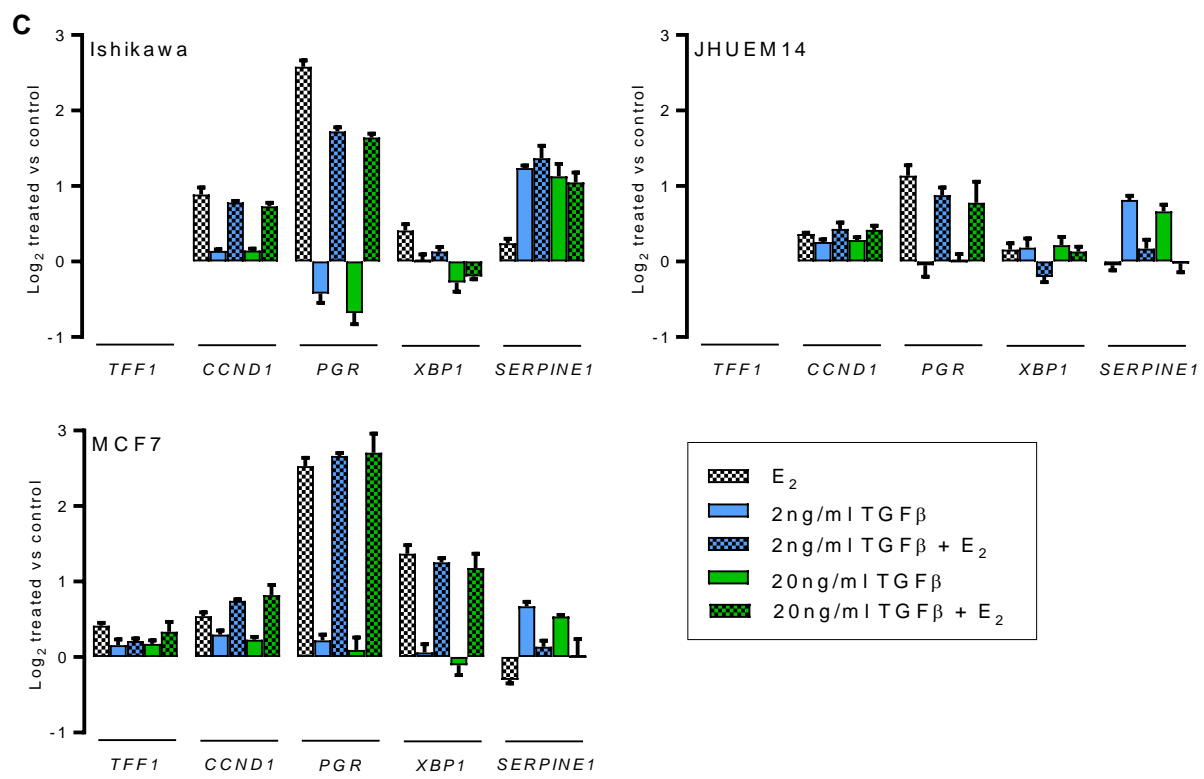 C
Ishikawa
Log2 treated vs control
3
2
1
0
-1
TFF1 CCND1 PGR XBP1 SERPINE1
JHUEM14
Log2 treated vs control
3
2
1
0
-1
TFF1 CCND1 PGR XBP1 SERPINE1
MCF7
Log2 treated vs control
3
2
1
0
-1
TFF1 CCND1 PGR XBP1 SERPINE1
E2
2ng/ml TGFβ
2ng/ml TGFβ + E2
20ng/ml TGFβ
20ng/ml TGFβ + E2